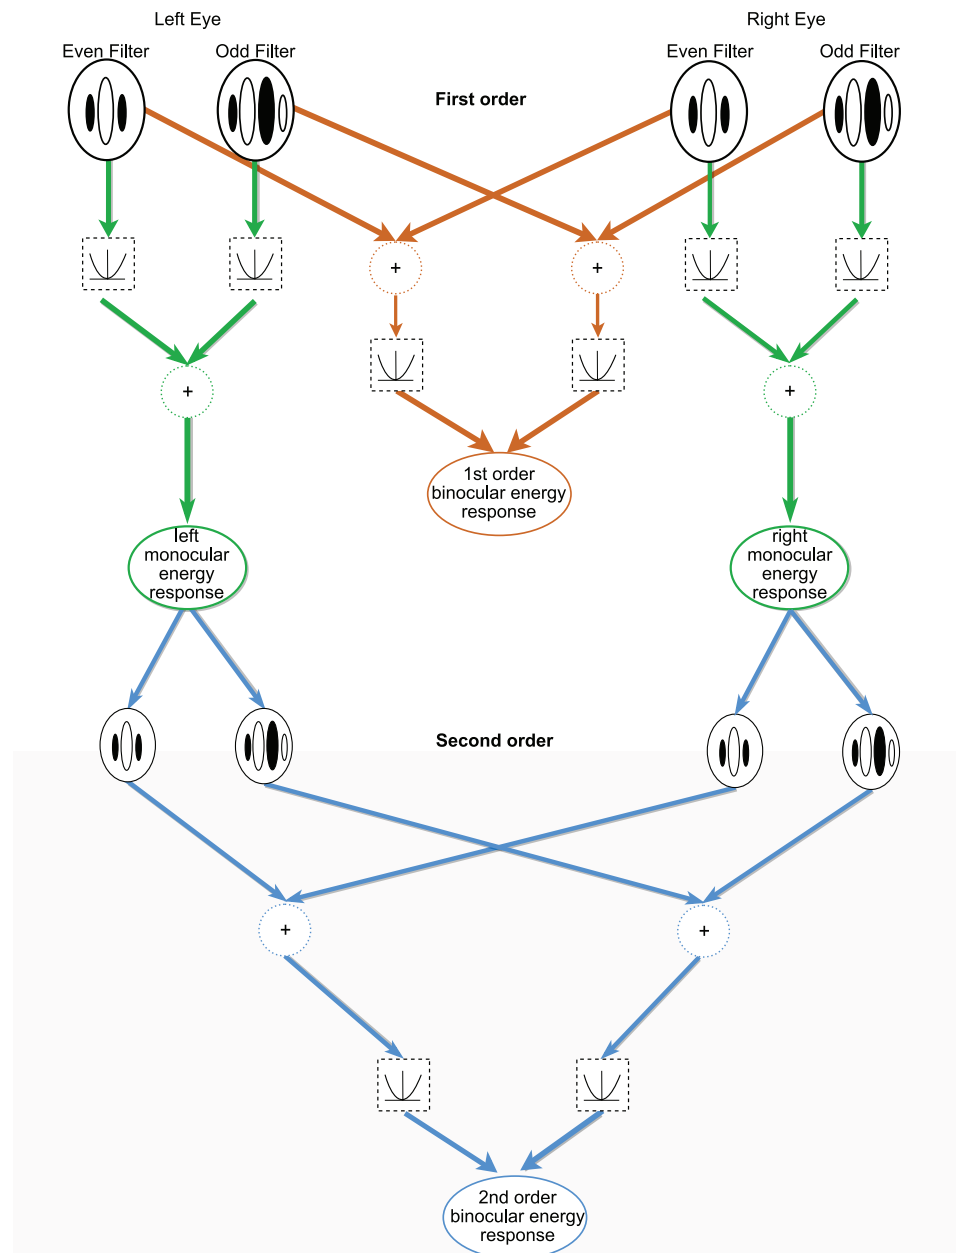 Left Eye
Right Eye
Even Filter
Odd Filter
Even Filter
Odd Filter
First order
+
+
+
+
1st order
binocular energy
response
left
monocular
energy
response
right
monocular
energy
response
Second order
+
+
2nd order
binocular energy
response